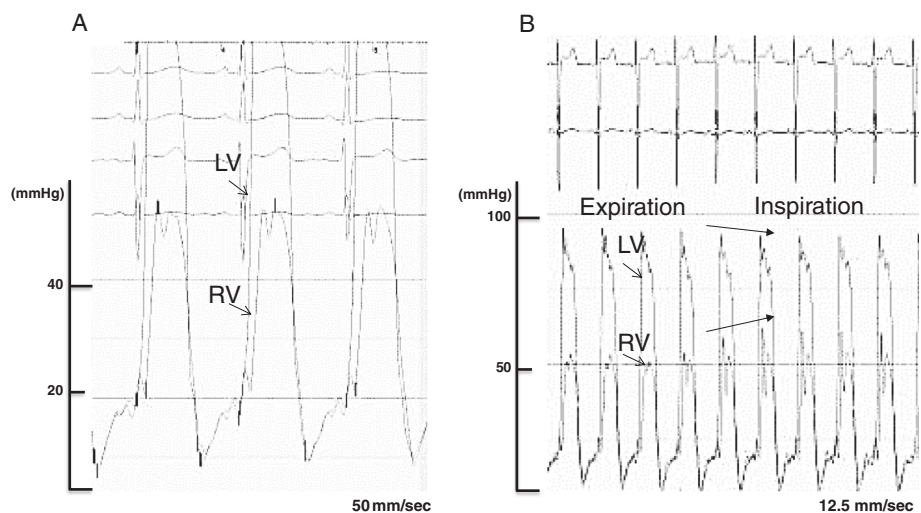 A
LV
(mmHg)
40
RV
20
50 mm/sec
B
(mmHg)
100
Expiration
Inspiration
LV
RV
50
12.5 mm/sec